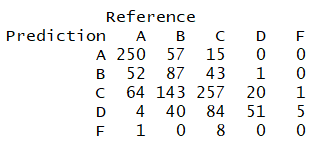 Reference
Prediction A B C D F
A 250 57 15 0 0
B 52 87 43 1 0
C 64 143 257 20 1
D 4 40 84 51 5
F 1 0 8 0 0